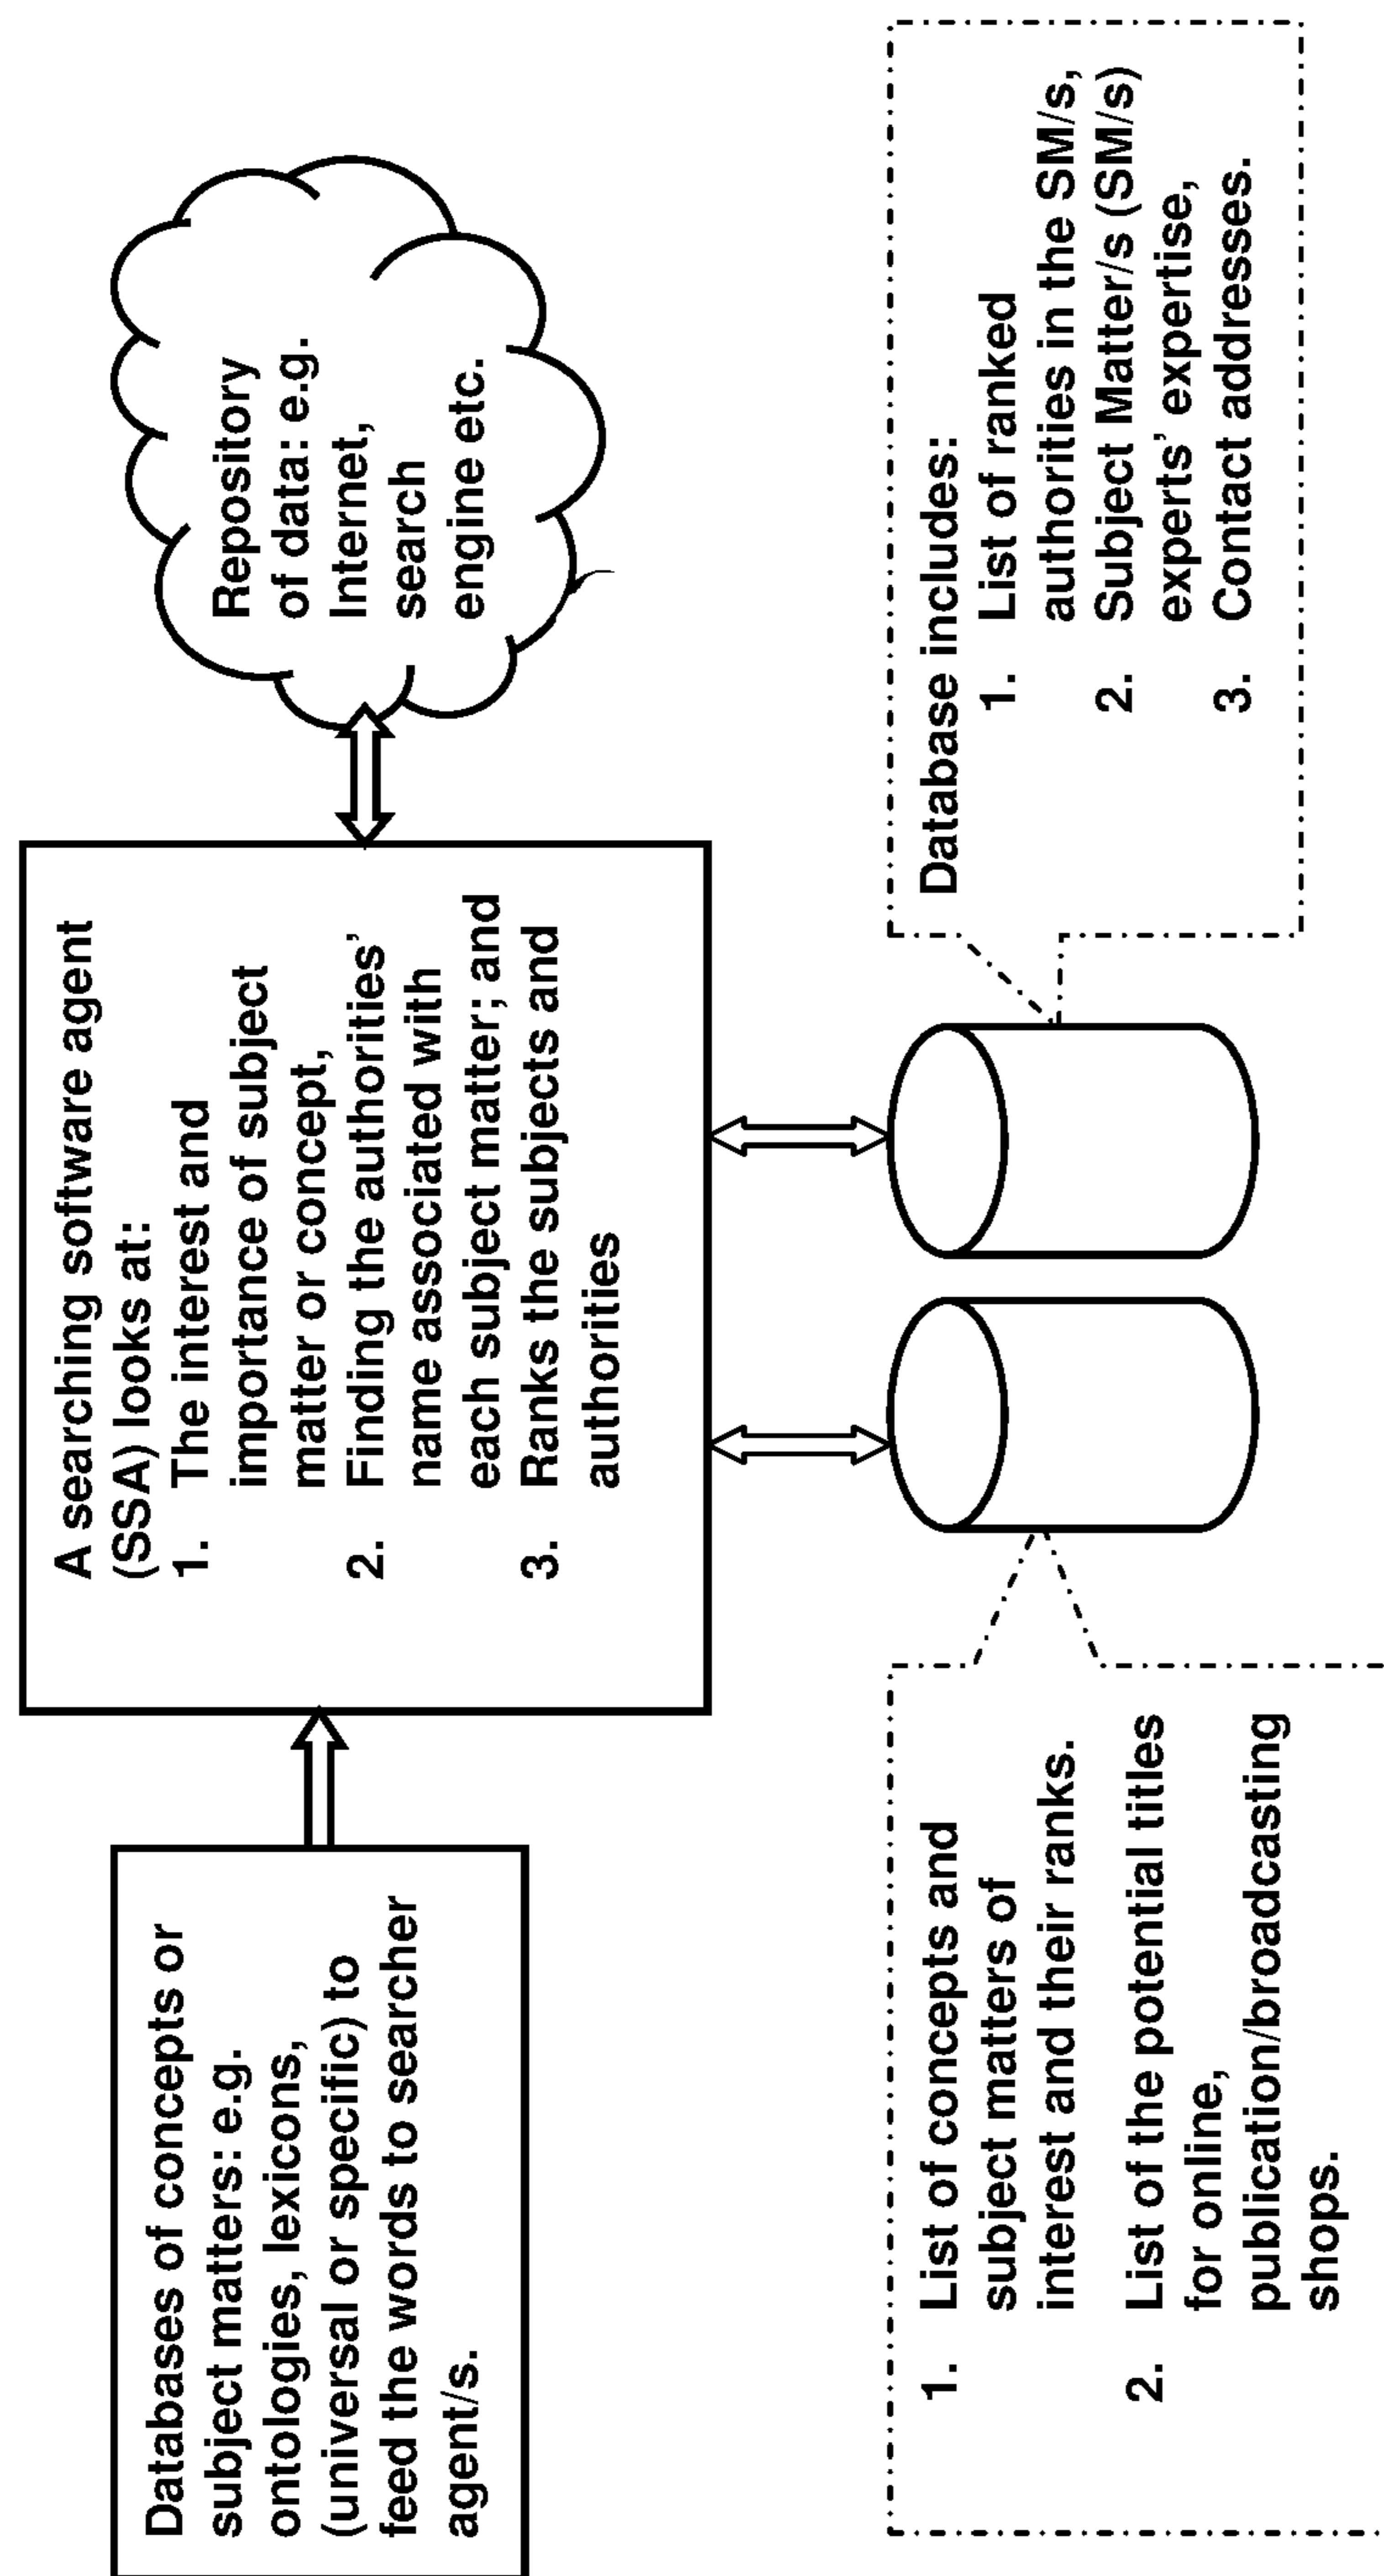 Databases of concepts or
subject matters: e.g.
ontologies, lexicons,
(universal or specific) to
feed the words to searcher
agent/s.
A searching software agent
(SSA) looks at:
1. The interest and
importance of subject
matter or concept,
2. Finding the authorities’
name associated with
each subject matter; and
3. Ranks the subjects and
authorities
Repository
of data: e.g.
Internet,
search
engine etc.
1. List of concepts and
subject matters of
interest and their ranks.
2. List of the potential titles
for online,
publication/broadcasting
shops.
Database includes:
1. List of ranked
authorities in the SM/s,
2. Subject Matter/s (SM/s)
experts’ expertise,
3. Contact addresses.